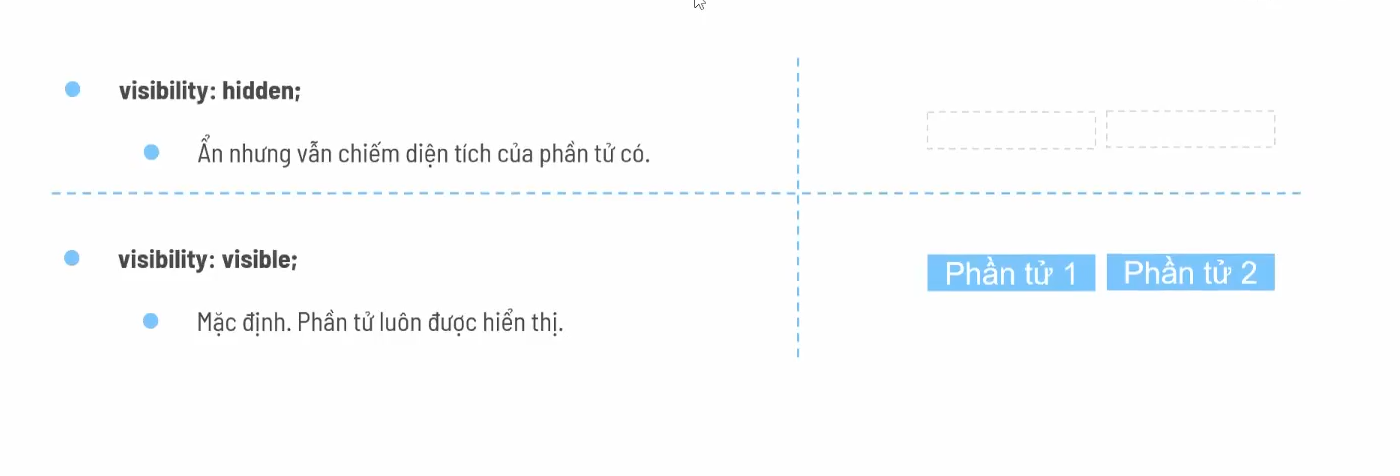 visibility: hidden;
Ẩn nhưng vẫn chiếm diện tích của phần tử có.
visibility: visible;
Phần tử 1 Phần tử 2
Mặc định. Phần tử luôn được hiển thị.